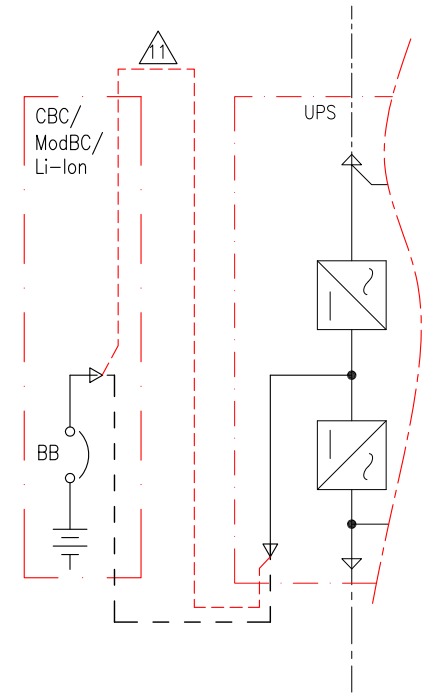 11
CBC/
ModBC/
Li-Ion
UPS
BB